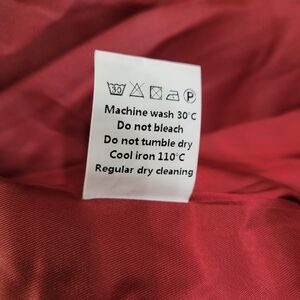 30 P
Machine wash 30°C
Do not bleach
Do not tumble dry
Cool iron 110°C
Regular dry cleaning